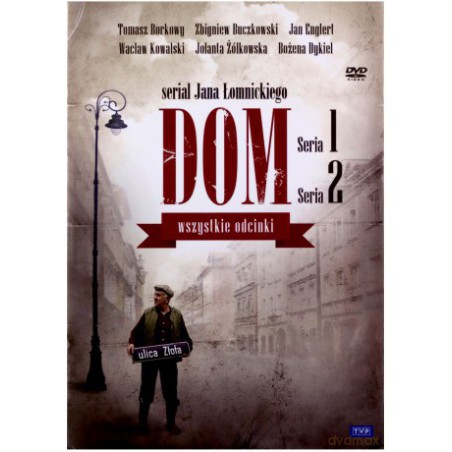 Tomasz Borkowy Zbigniew Buczkowski Jan Englert
Wacław Kowalski Jolanta Żółkowska Bożena Dykiel
DVD
VIDEO
serial Jana Łomnickiego
DOM
Seria 1
Seria 2
wszystkie odcinki
ulica Złota
TVP
dvdmax